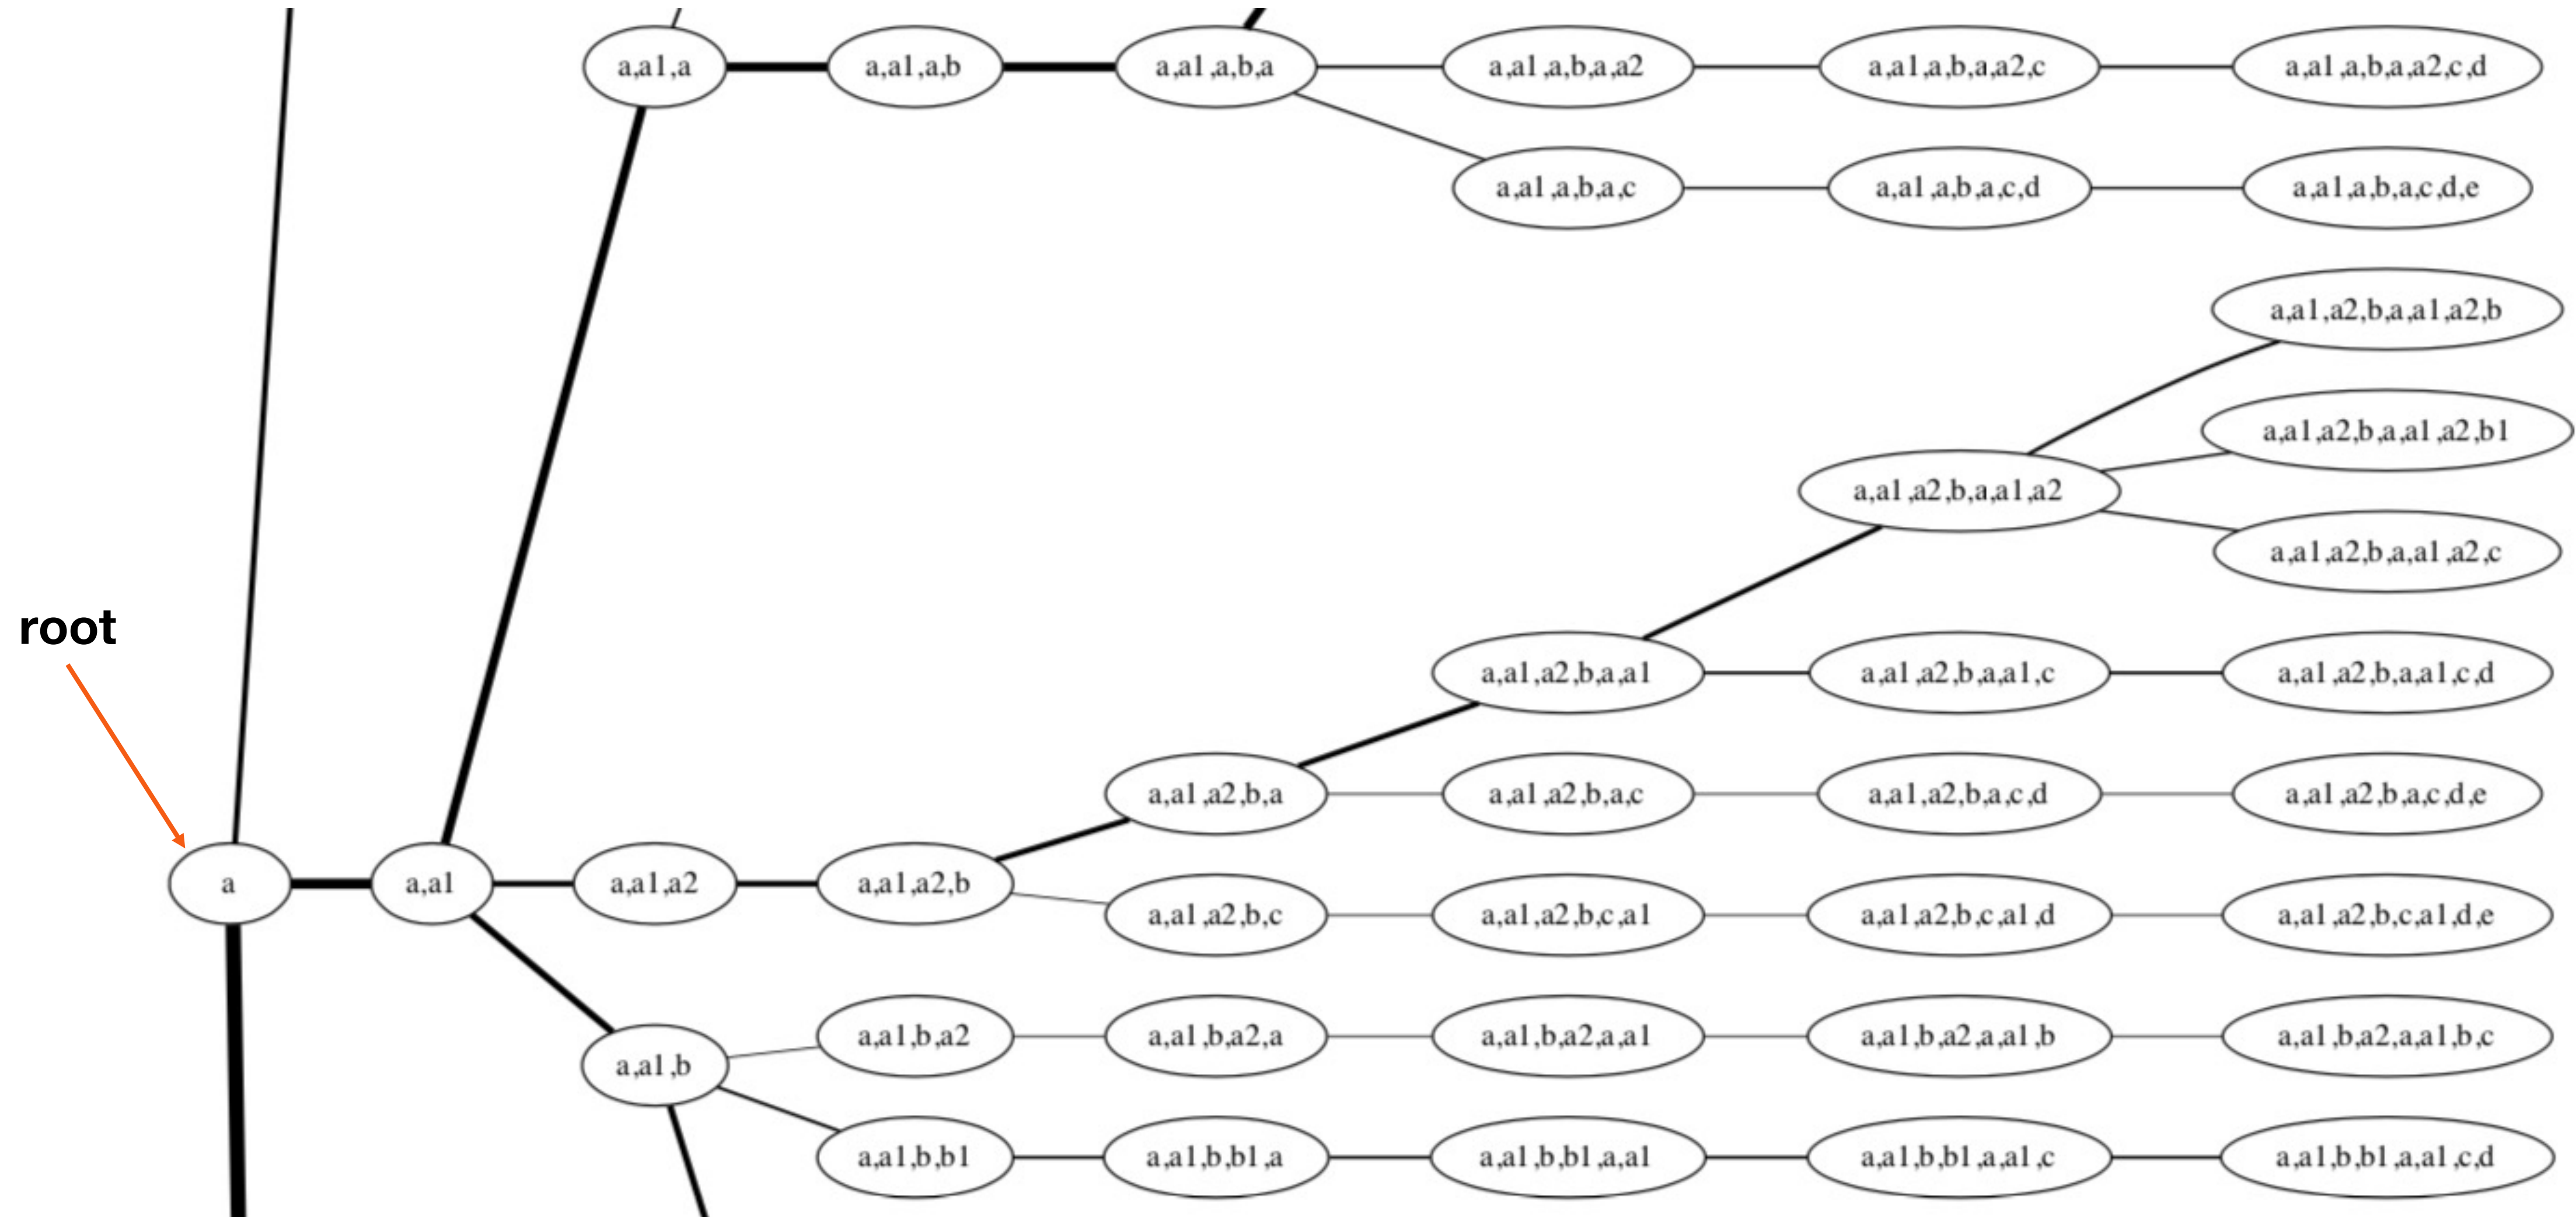 a,a1,a
a,a1,a,b
a,a1,a,b,a
a,a1,a,b,a,a2
a,a1,a,b,a,a2,c
a,a1,a,b,a,a2,c,d
a,a1,a,b,a,c
a,a1,a,b,a,c,d
a,a1,a,b,a,c,d,e
a,a1,a2,b,a,a1,a2,b
a,a1,a2,b,a,a1,a2,b1
a,a1,a2,b,a,a1,a2
a,a1,a2,b,a,a1,a2,c
root
a,a1,a2,b,a,a1
a,a1,a2,b,a,a1,c
a,a1,a2,b,a,a1,c,d
a,a1,a2,b,a
a,a1,a2,b,a,c
a,a1,a2,b,a,c,d
a,a1,a2,b,a,c,d,e
a
a,a1
a,a1,a2
a,a1,a2,b
a,a1,a2,b,c
a,a1,a2,b,c,a1
a,a1,a2,b,c,a1,d
a,a1,a2,b,c,a1,d,e
a,a1,b
a,a1,b,a2
a,a1,b,a2,a
a,a1,b,a2,a,a1
a,a1,b,a2,a,a1,b
a,a1,b,a2,a,a1,b,c
a,a1,b,b1
a,a1,b,b1,a
a,a1,b,b1,a,a1
a,a1,b,b1,a,a1,c
a,a1,b,b1,a,a1,c,d